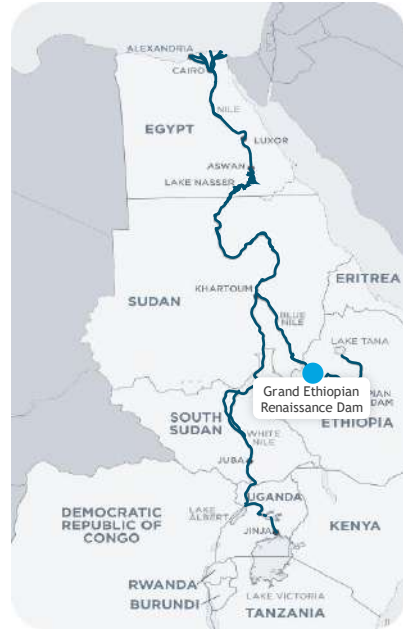 ALEXANDRIA
CAIRO
NILE
EGYPT
LUXOR
ASWAN
LAKE NASSER
ERITREA
KHARTOUM
SUDAN
BLUE
NILE
LAKE TANA
Grand Ethiopian
Renaissance Dam
PIAN
DAM
ETHIOPIA
SOUTH
SUDAN
WHITE
NILE
JUBA
UGANDA
LAKE
ALBERT
DEMOCRATIC
REPUBLIC OF
CONGO
JINJA
KENYA
RWANDA
BURUNDI
LAKE VICTORIA
TANZANIA